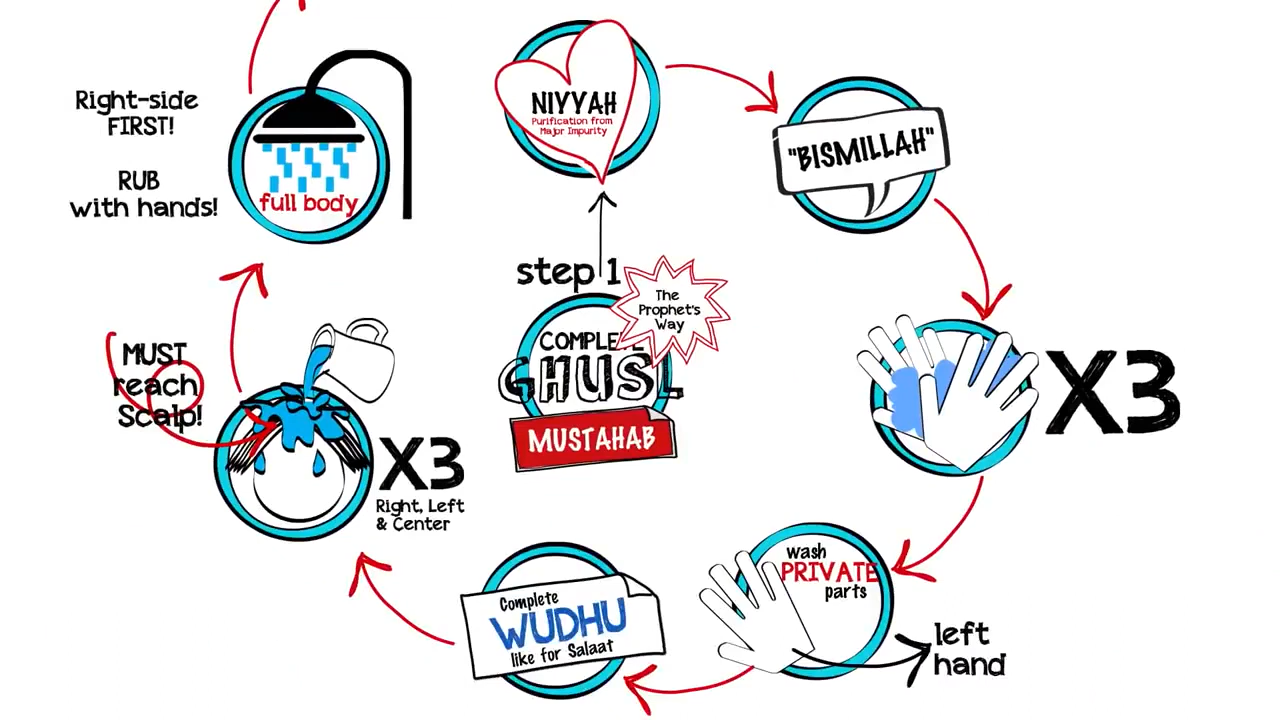 step 1
COMPLETE
GHUSL
MUSTAHAB
The
Prophet's
Way
NIYYAH
Purification from
Major Impurity
"BISMILLAH"
X3
wash
PRIVATE
parts
left
hand
Complete
WUDHU
like for Salaat
X3
Right, Left
& Center
MUST
reach
Scalp!
full body
Right-side
FIRST!
RUB
with hands!